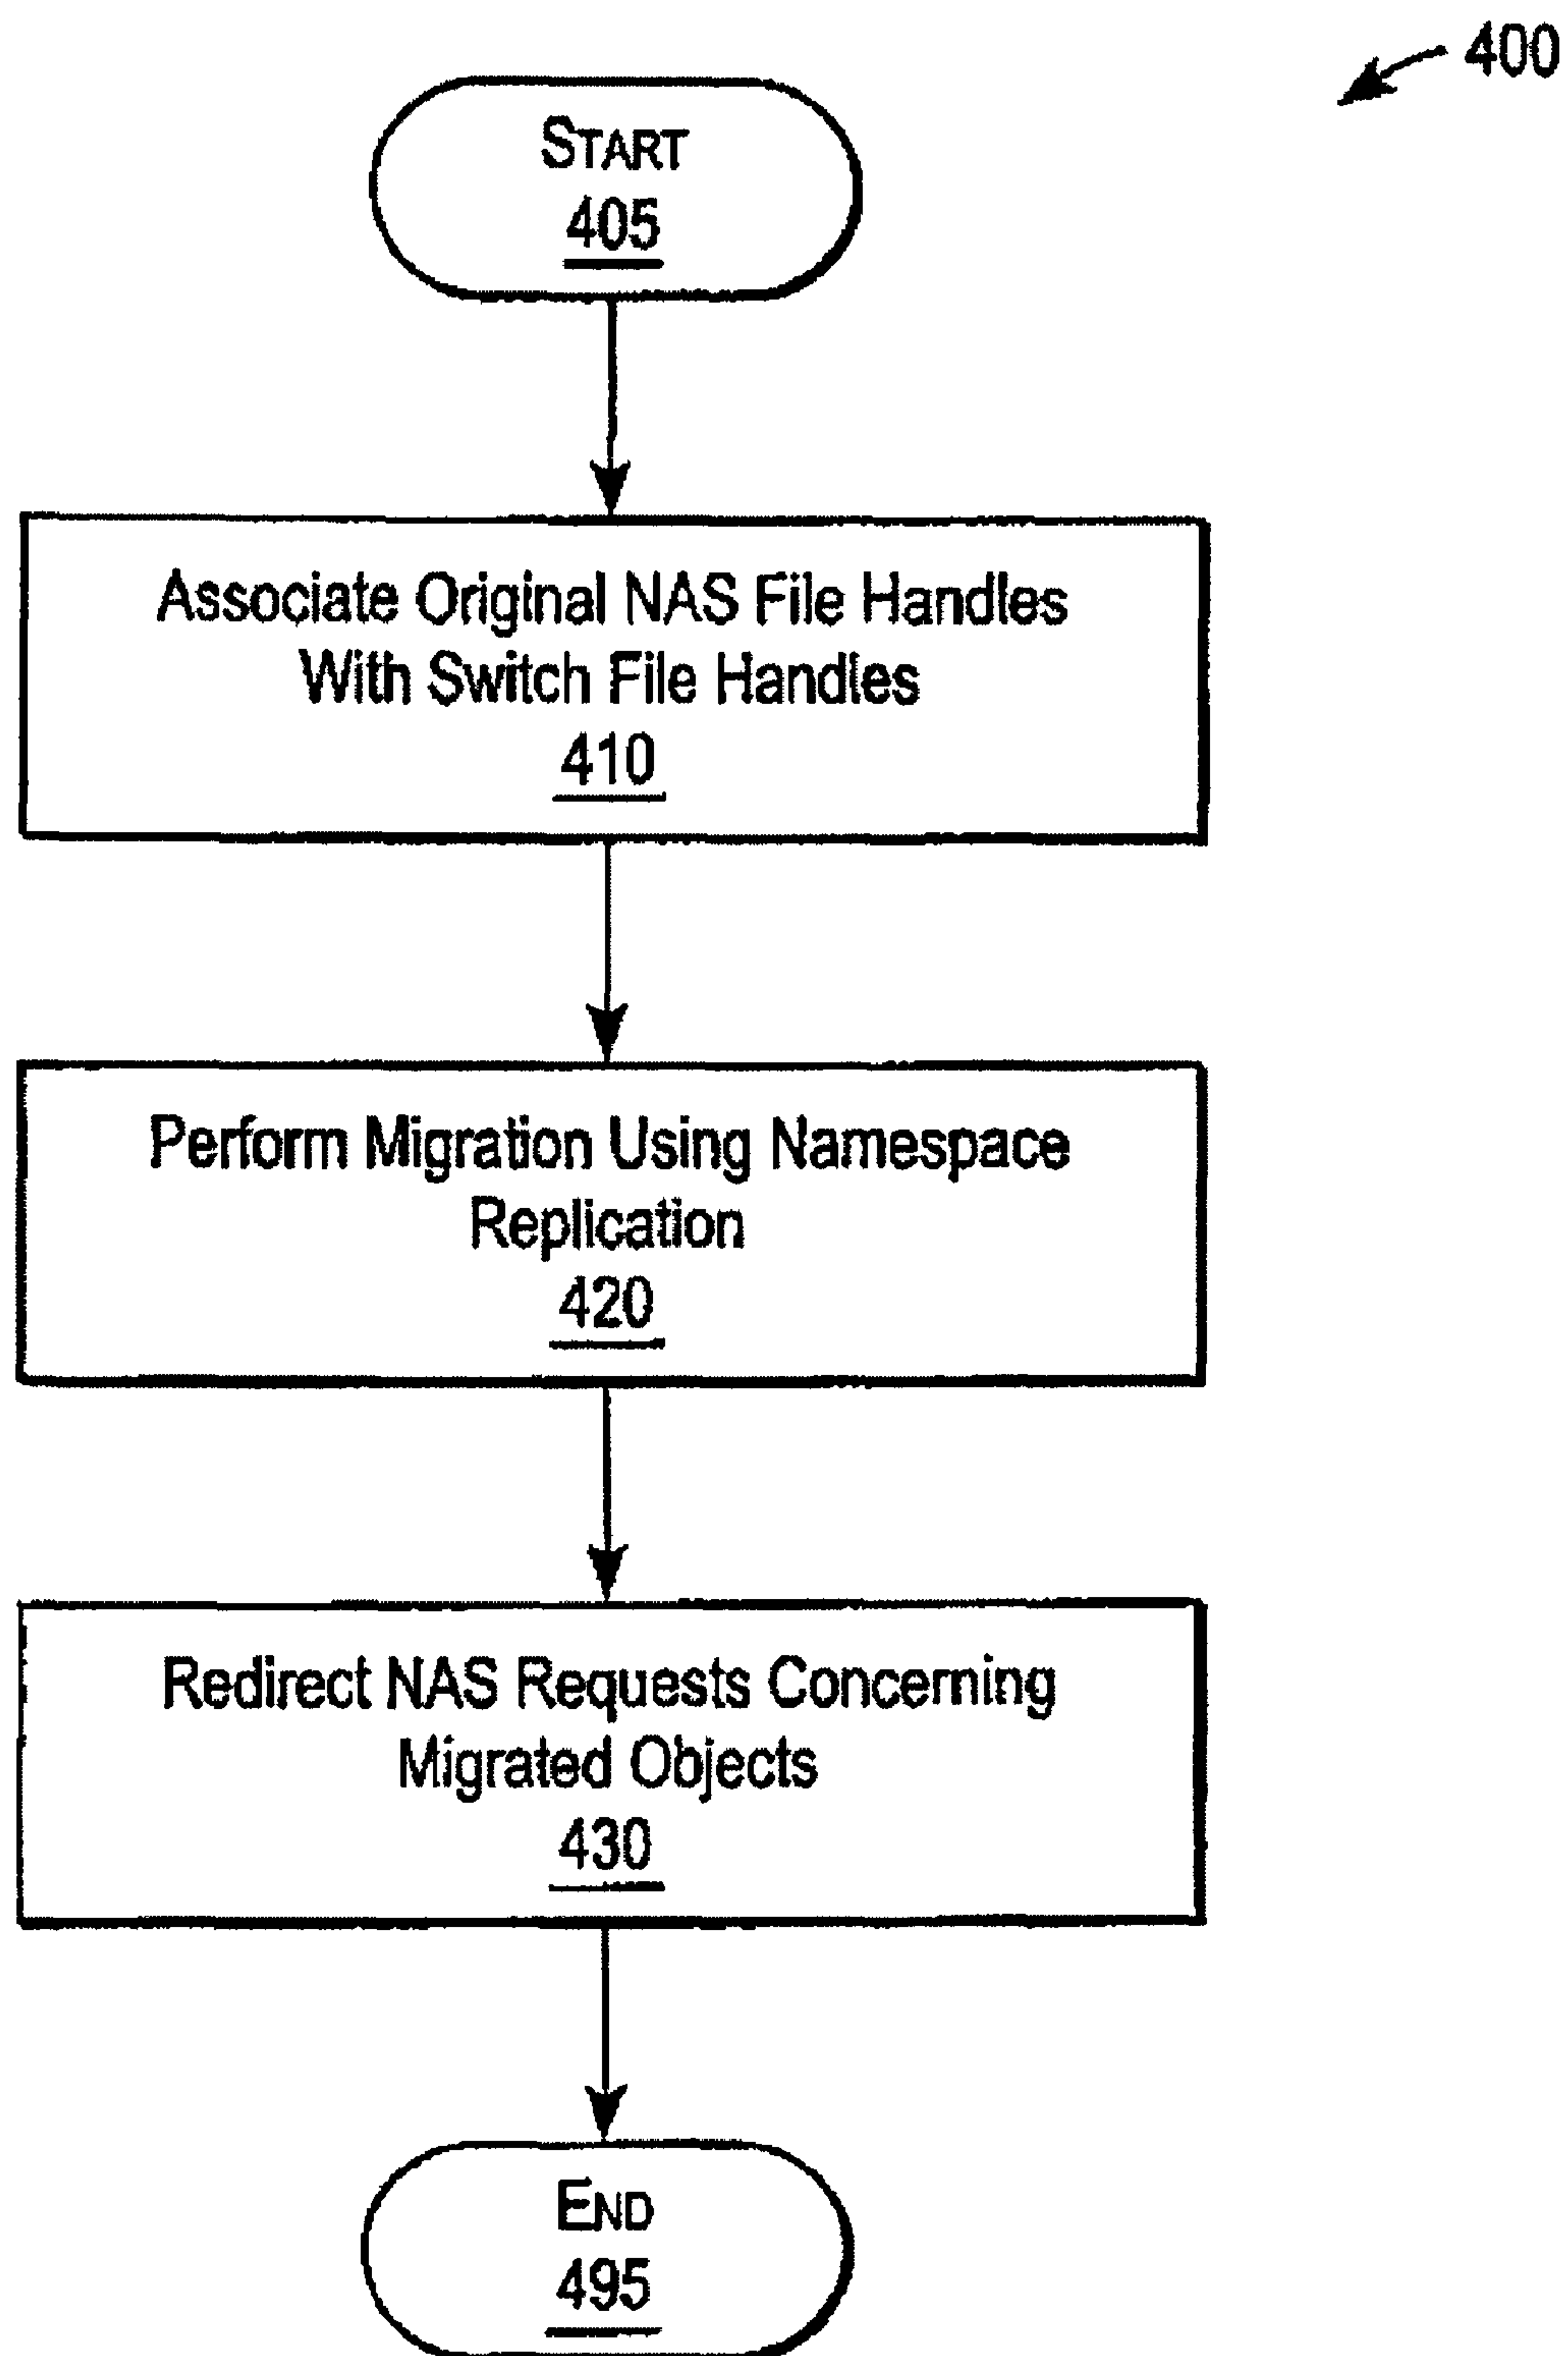 400
START
405
Associate Original NAS File Handles
With Switch File Handles
410
Perform Migration Using Namespace
Replication
420
Redirect NAS Requests Concerning
Migrated Objects
430
END
495